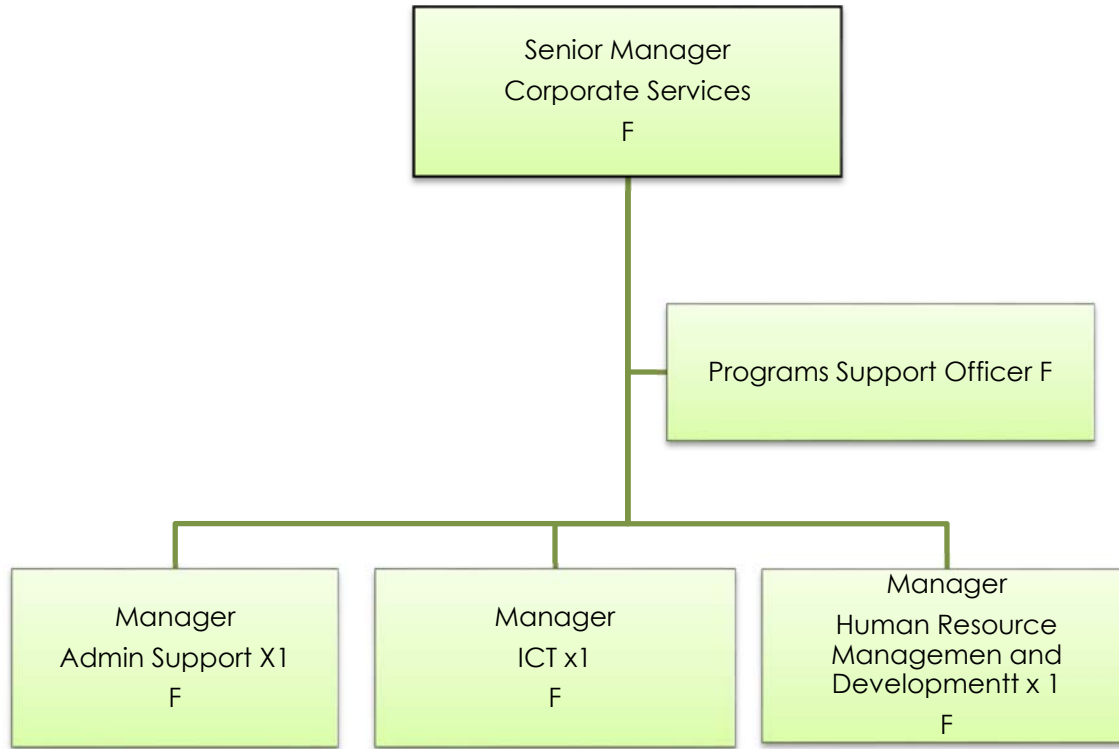 Senior Manager
Corporate Services
F
Programs Support Officer F
Manager
Admin Support X1
F
Manager
ICT x1
F
Manager
Human Resource
Managemen and
Developmentt x 1
F